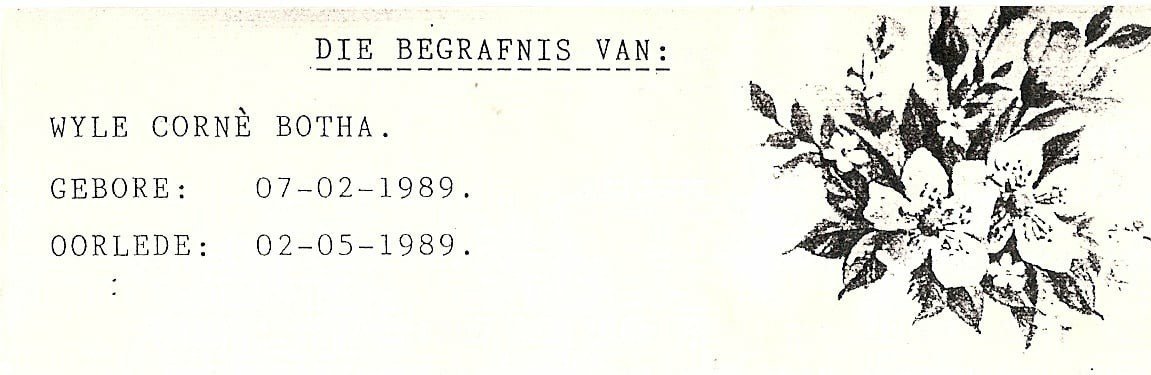 DIE BEGRAFNIS VAN:
WYLE CORNÈ BOTHA.
GEBORE: 07-02-1989.
OORLEDE: 02-05-1989.